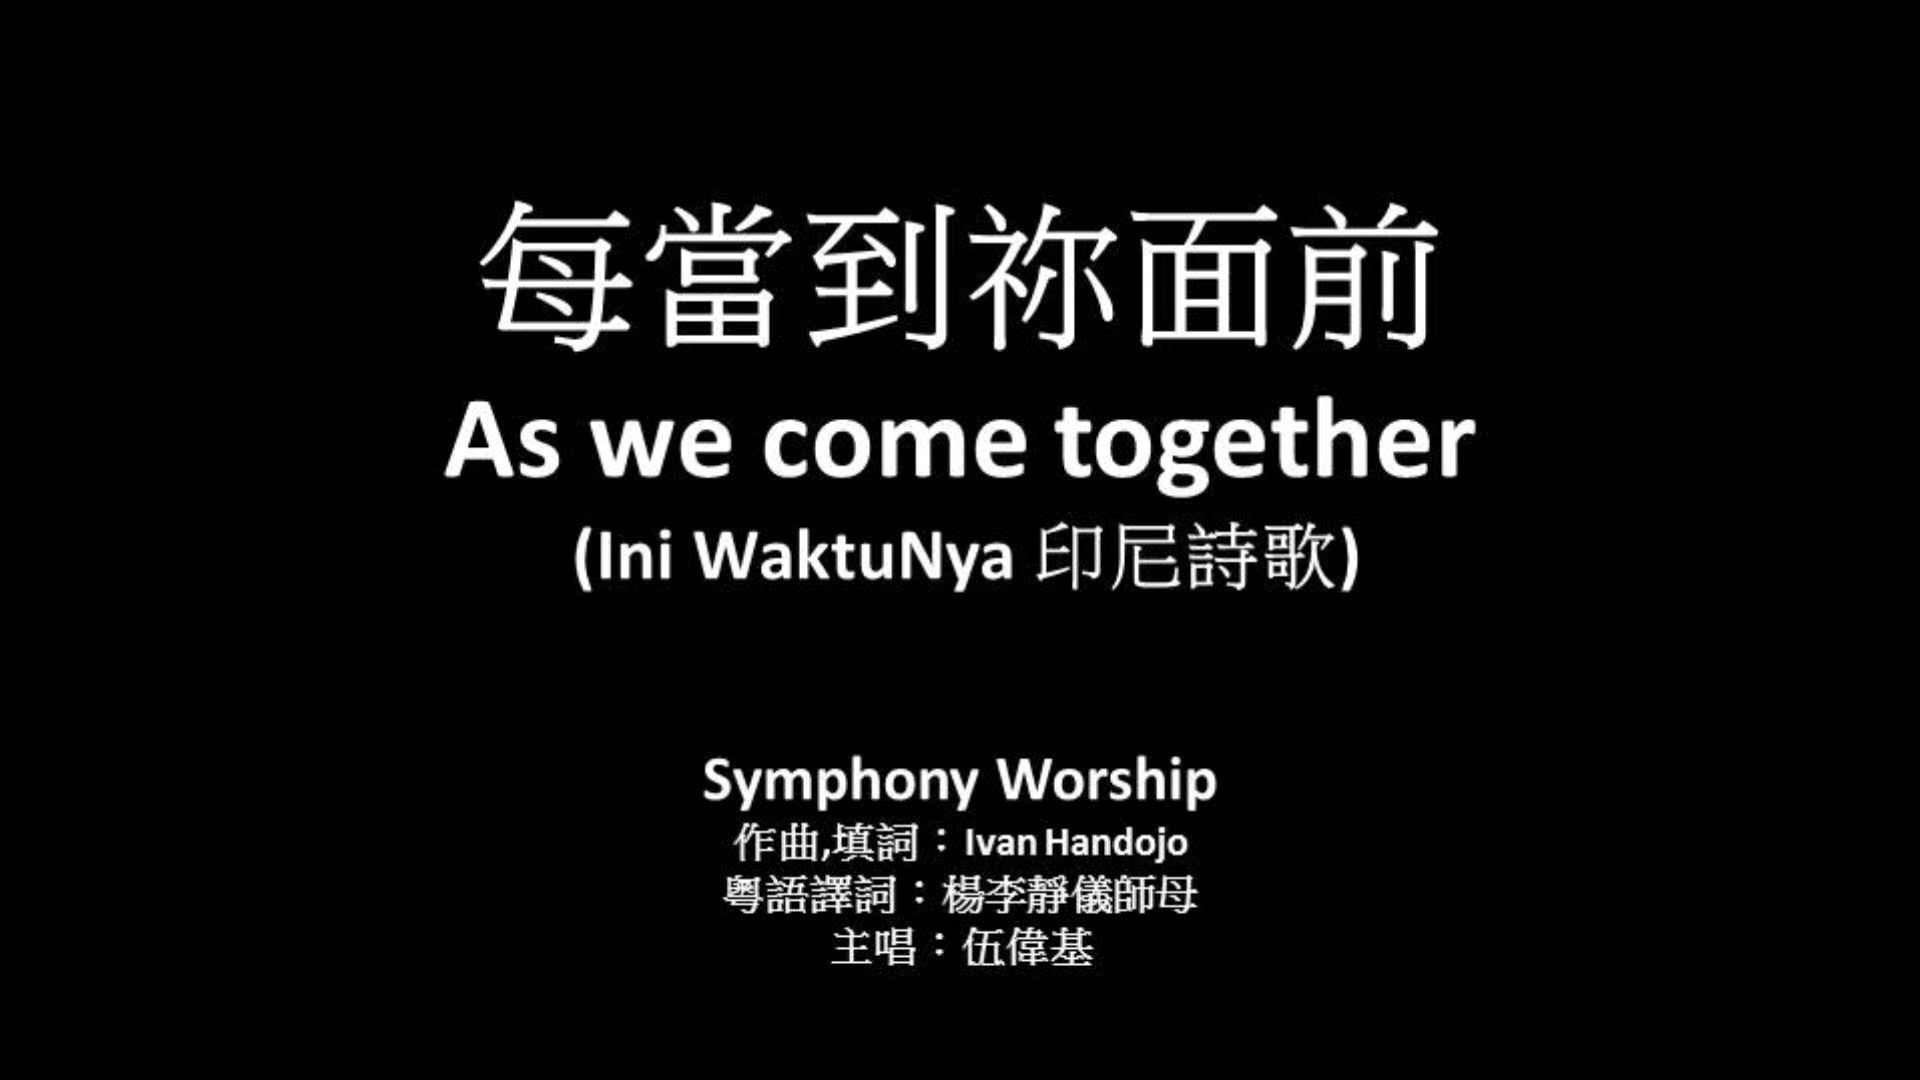 每當到祢面前
As we come together
(Ini WaktuNya 印尼詩歌)
Symphony Worship
作曲,填詞：Ivan Handojo
粵語譯詞：楊李靜儀師母
主唱：伍偉基